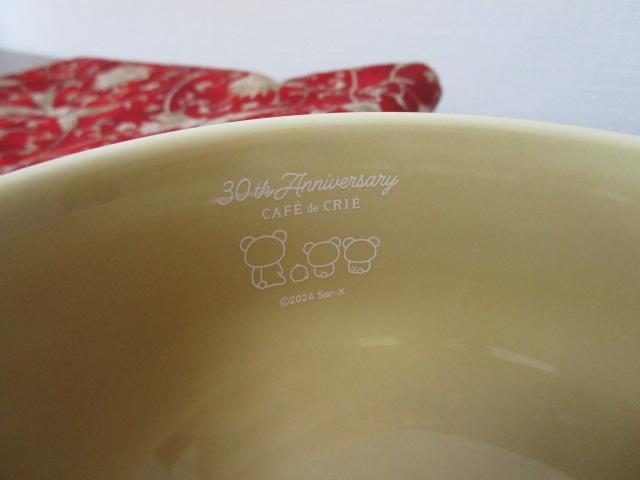 30th Anniversary
CAFÉ de CRIÉ
©2024 San-X